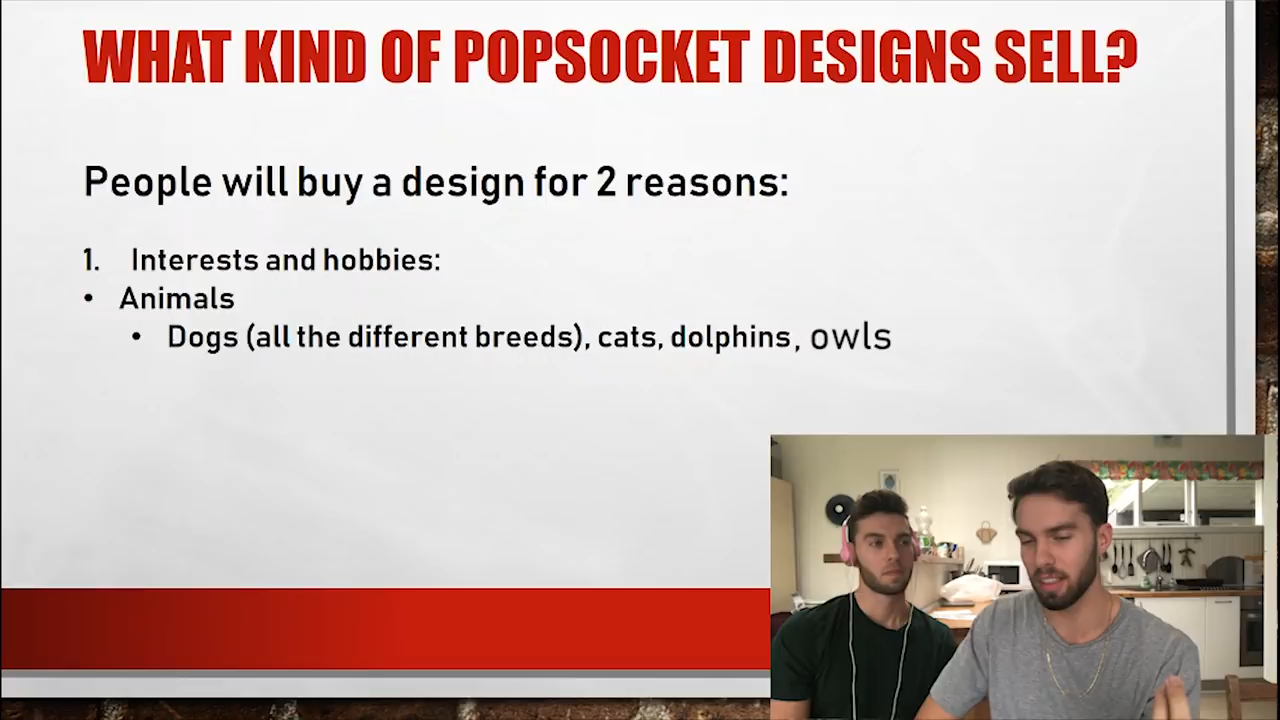 WHAT KIND OF POPSOCKET DESIGNS SELL?
People will buy a design for 2 reasons:
1. Interests and hobbies:
• Animals
• Dogs (all the different breeds), cats, dolphins, owls